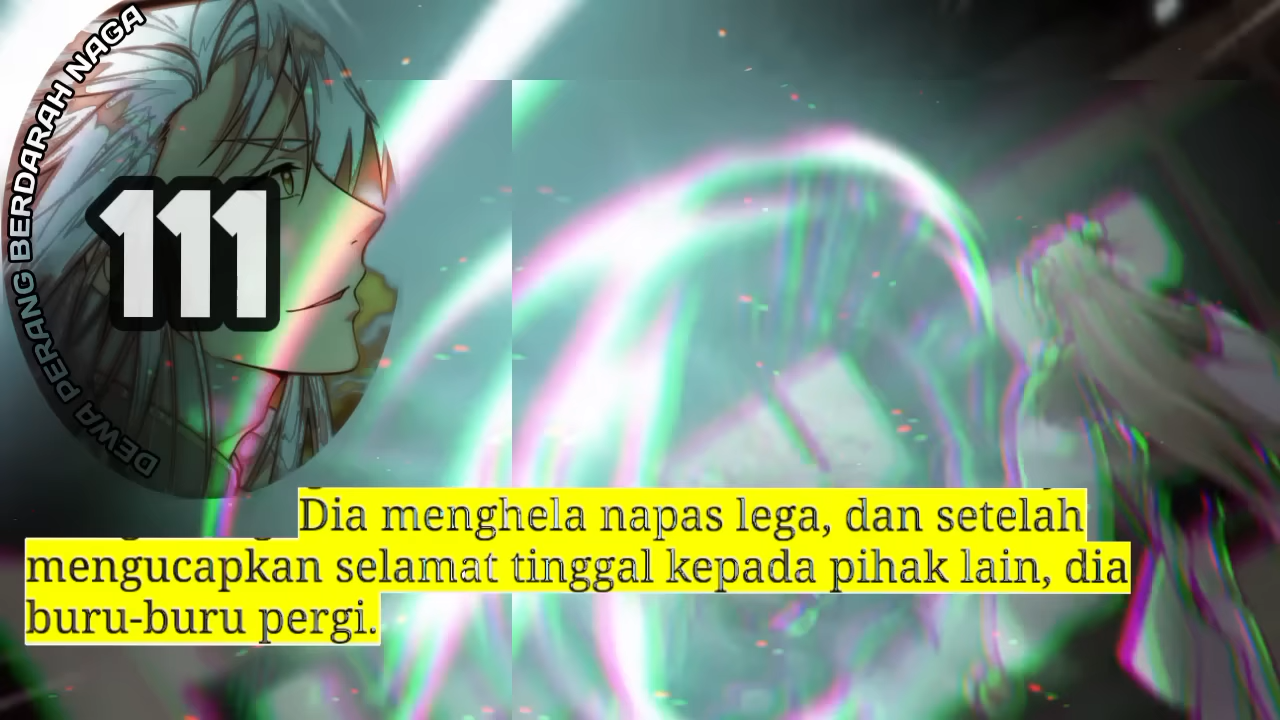 DEWA PERANG BERDARAH NAGA
111
Dia menghela napas lega, dan setelah
mengucapkan selamat tinggal kepada pihak lain, dia
buru-buru pergi.